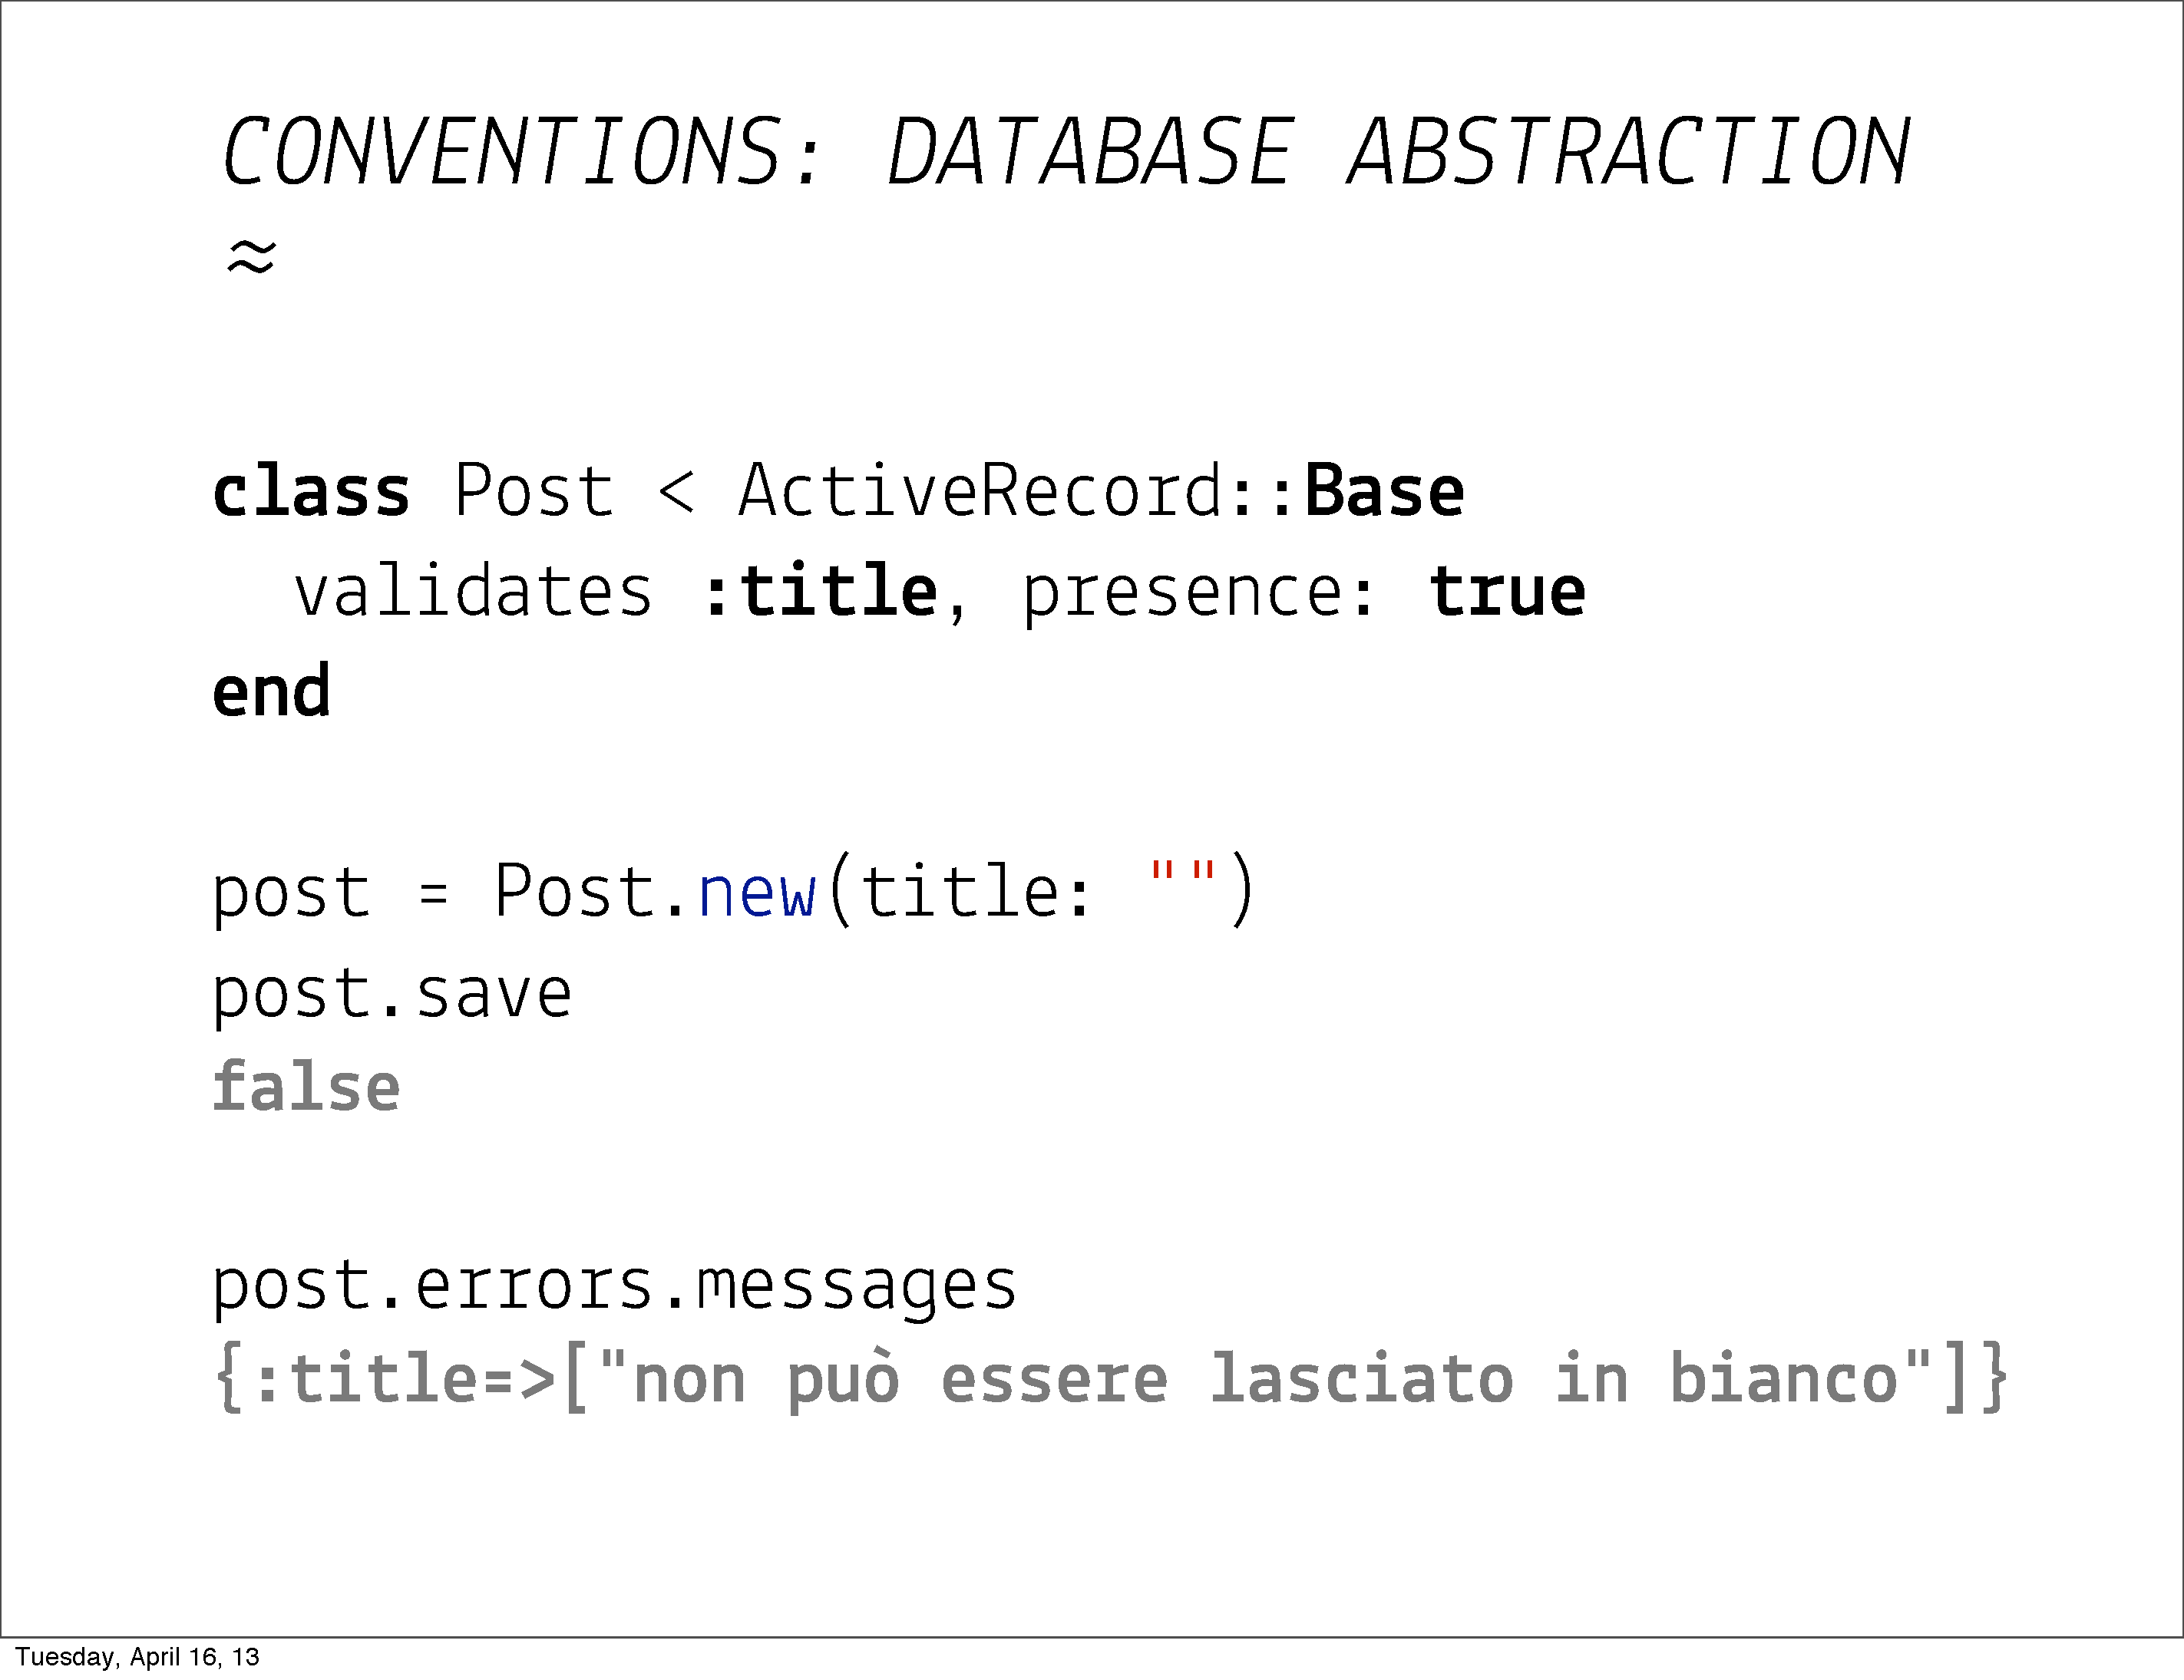 CONVENTIONS: DATABASE ABSTRACTION
≈
class Post < ActiveRecord::Base
  validates :title, presence: true
end
post = Post.new(title: "")
post.save
false
post.errors.messages
{:title=>["non può essere lasciato in bianco"]}
Tuesday, April 16, 13